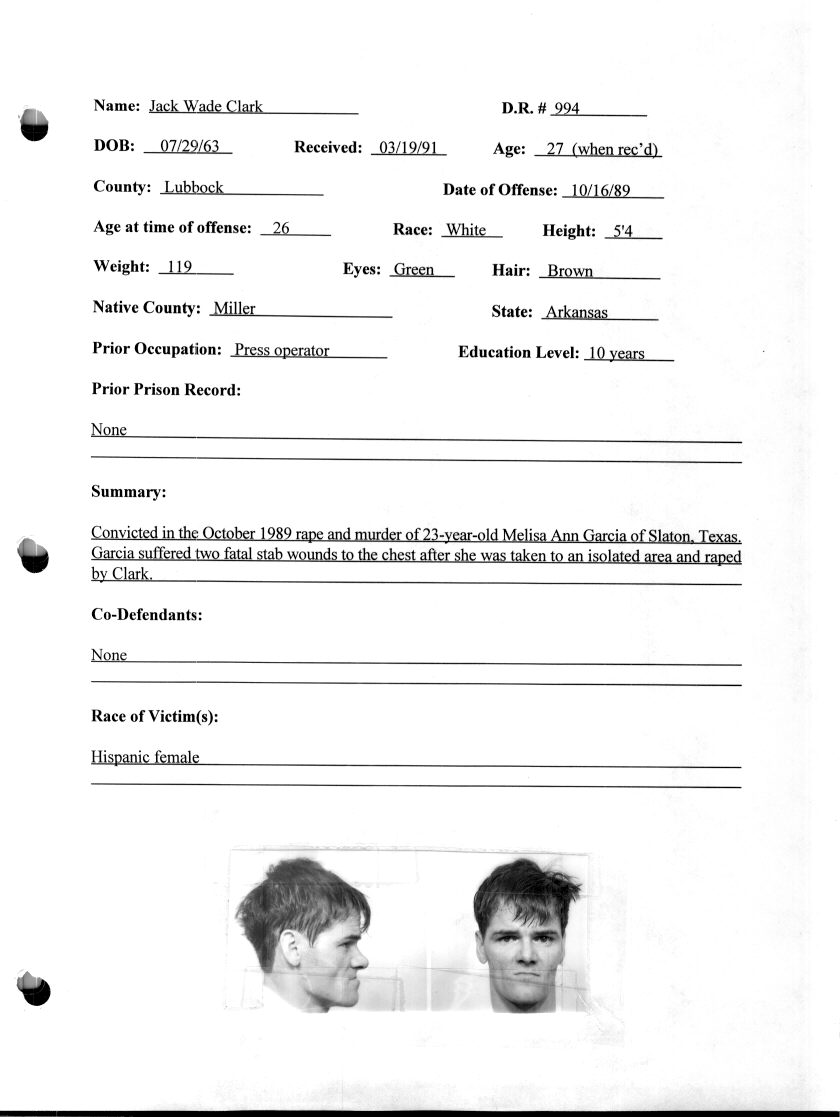 Name: Jack Wade Clark D.R. # 994
DOB: 07/29/63 Received: 03/19/91 Age: 27 (when rec'd)
County: Lubbock Date of Offense: 10/16/89
Age at time of offense: 26 Race: White Height: 5'4
Weight: 119 Eyes: Green Hair: Brown
Native County: Miller State: Arkansas
Prior Occupation: Press operator Education Level: 10 years
Prior Prison Record:
None
Summary:
Convicted in the October 1989 rape and murder of 23-year-old Melisa Ann Garcia of Slaton, Texas.
Garcia suffered two fatal stab wounds to the chest after she was taken to an isolated area and raped
by Clark.
Co-Defendants:
None
Race of Victim(s):
Hispanic female